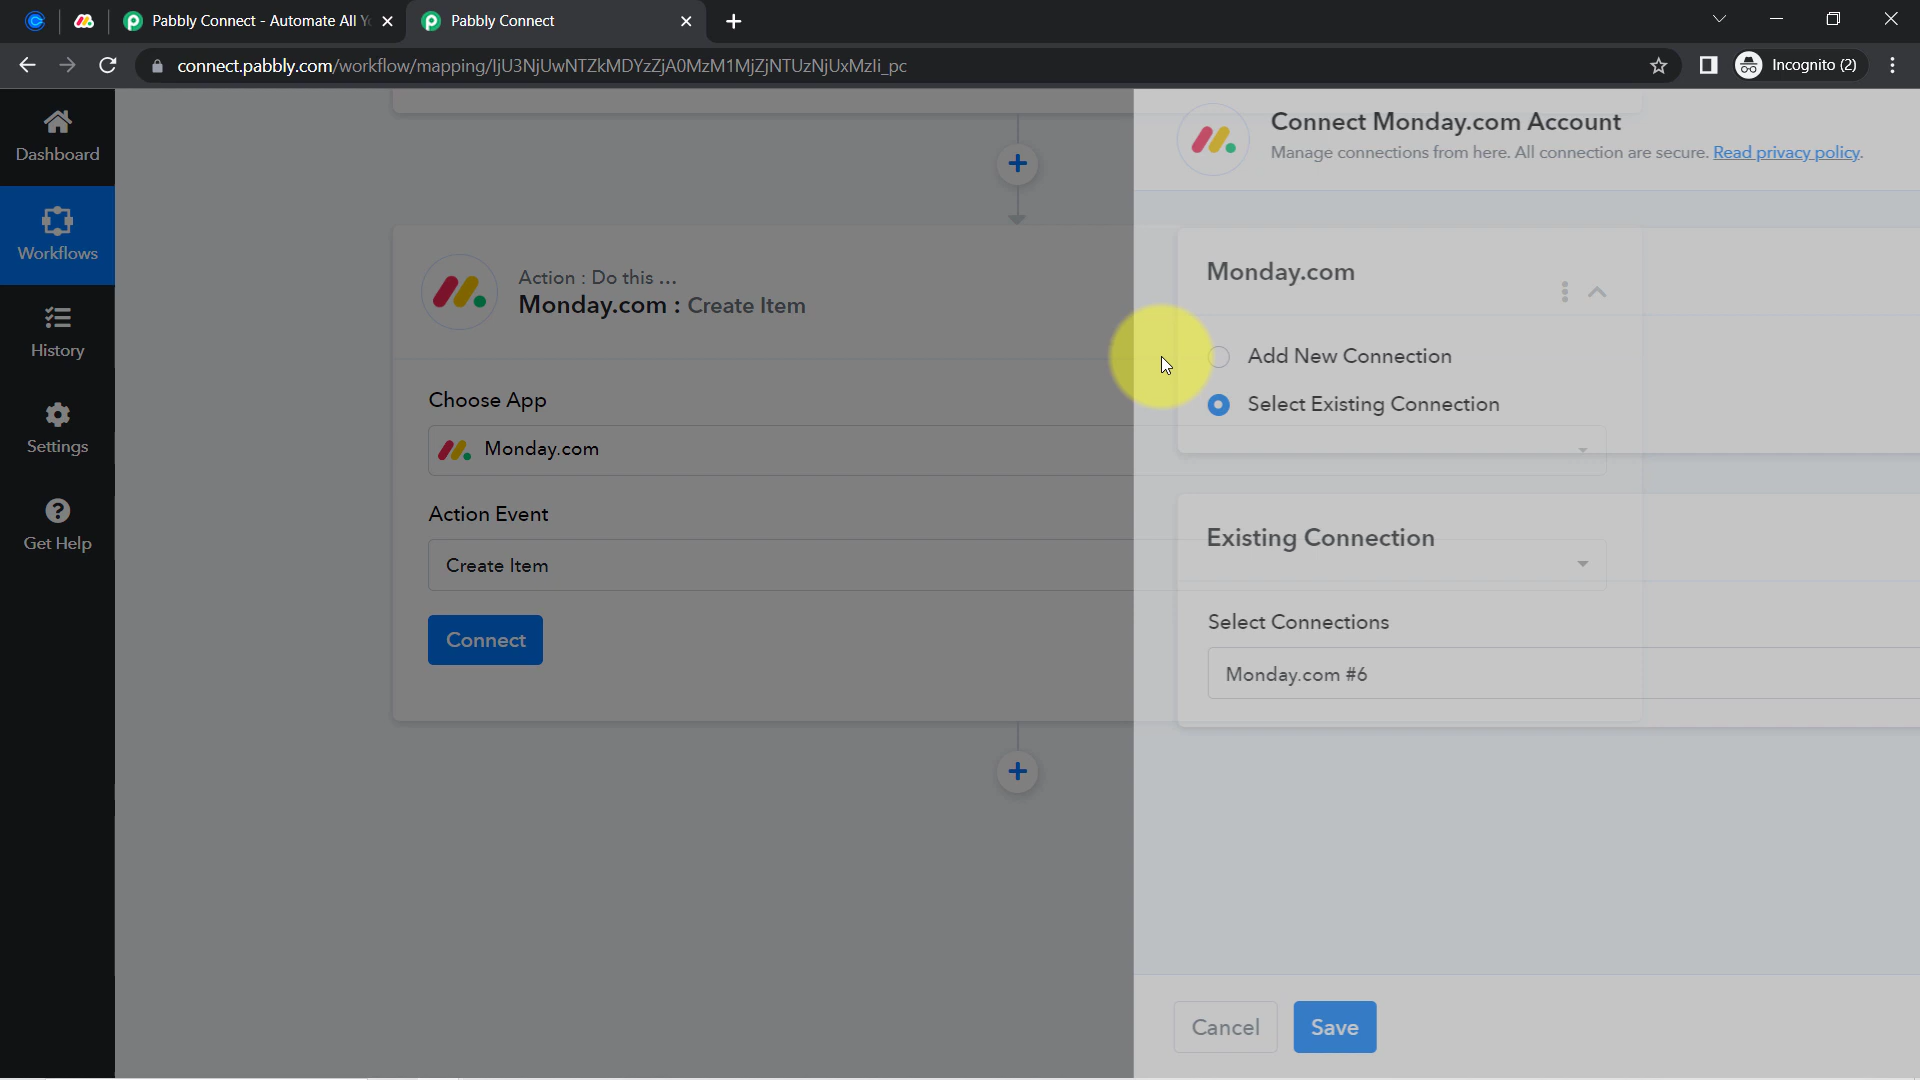 Pabbly Connect - Automate All Y
Pabbly Connect
connect.pabbly.com/workflow/mapping/IjU3NjUwNTZkMDYzZjA0MzM1MjZjNTUzNjUxMzIi_pc
Incognito (2)
Dashboard
Workflows
History
Settings
Get Help
Action : Do this ...
Monday.com : Create Item
Choose App
Monday.com
Action Event
Create Item
Connect
Connect Monday.com Account
Manage connections from here. All connection are secure. Read privacy policy.
Monday.com
Add New Connection
Select Existing Connection
Existing Connection
Select Connections
Monday.com #6
Cancel
Save